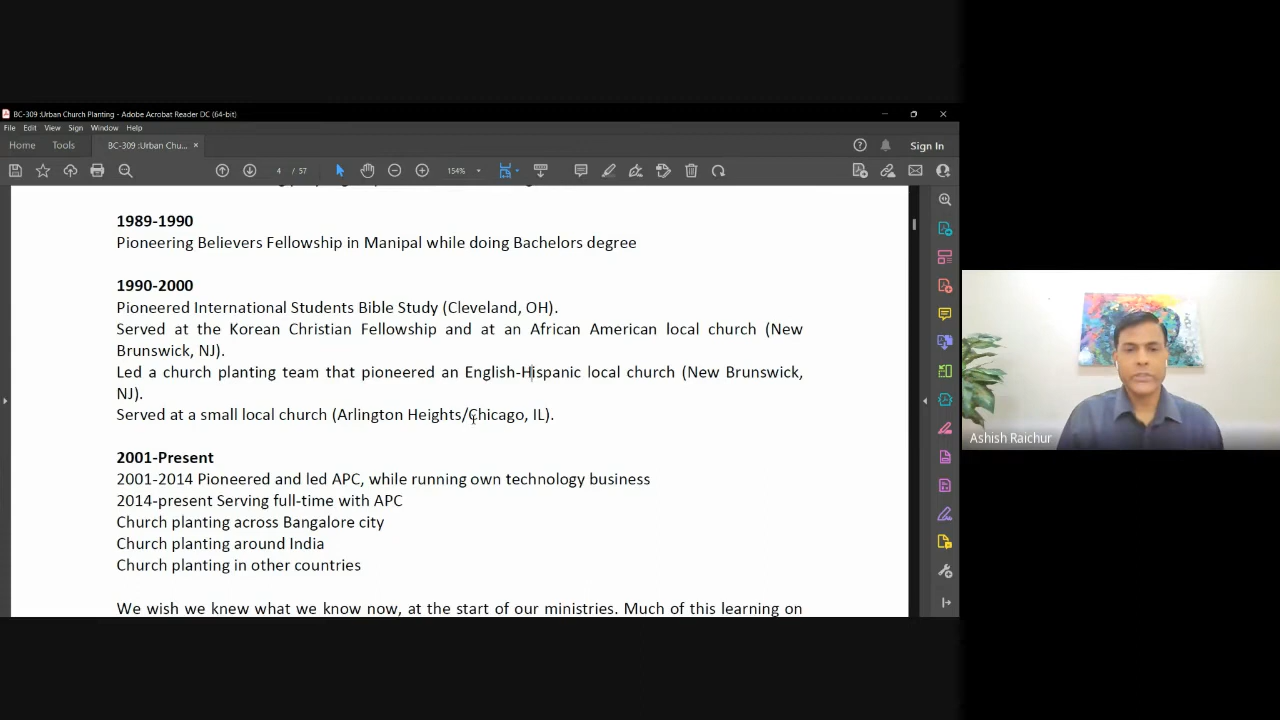 BC-309 :Urban Church Planting - Adobe Acrobat Reader DC (64-bit)
File Edit View Sign Window Help
Home Tools BC-309 :Urban Chu... × Sign In
4 / 57 154%
1989-1990
Pioneering Believers Fellowship in Manipal while doing Bachelors degree
1990-2000
Pioneered International Students Bible Study (Cleveland, OH).
Served at the Korean Christian Fellowship and at an African American local church (New
Brunswick, NJ).
Led a church planting team that pioneered an English-Hispanic local church (New Brunswick,
NJ).
Served at a small local church (Arlington Heights/Chicago, IL).
2001-Present
2001-2014 Pioneered and led APC, while running own technology business
2014-present Serving full-time with APC
Church planting across Bangalore city
Church planting around India
Church planting in other countries
We wish we knew what we know now, at the start of our ministries. Much of this learning on
Ashish Raichur